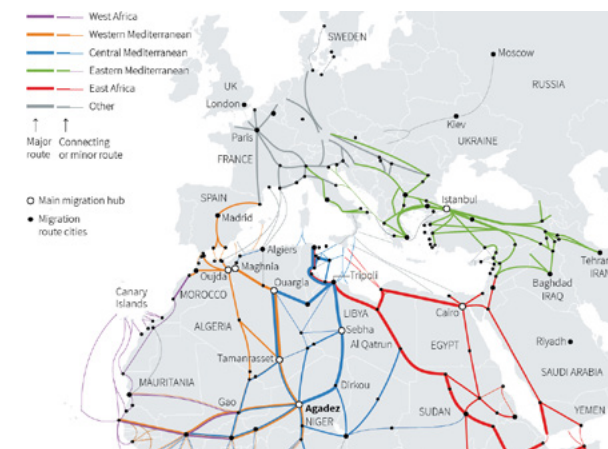 West Africa
Western Mediterranean
Central Mediterranean
Eastern Mediterranean
East Africa
Other
Major
route
Connecting
or minor route
Main migration hub
Migration
route cities
SWEDEN
Moscow
RUSSIA
UK
London
Kiev
UKRAINE
Paris
FRANCE
SPAIN
Madrid
Istanbul
Algiers
Tehran
IRAN
Oujda
Maghnia
Ouargla
Tripoli
Baghdad
IRAQ
Canary
Islands
MOROCCO
LIBYA
Cairo
ALGERIA
Sebha
Al Qatrun
EGYPT
Riyadh
Tamanrasset
SAUDI ARABIA
MAURITANIA
Dirkou
Gao
Agadez
NIGER
SUDAN
YEMEN